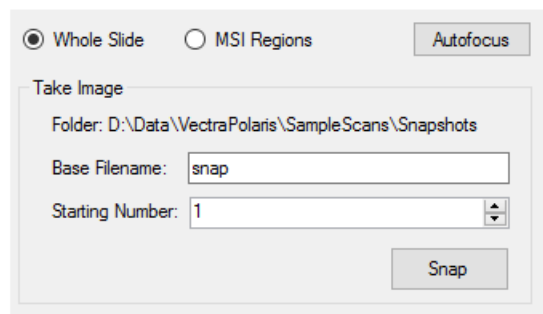 Whole Slide MSI Regions Autofocus
Take Image
Folder: D:\Data\VectraPolaris\SampleScans\Snapshots
Base Filename: snap
Starting Number: 1
Snap